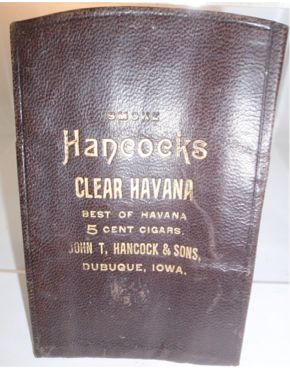 SMOKE
Hancocks
CLEAR HAVANA
BEST OF HAVANA
5 CENT CIGARS.
JOHN T. HANCOCK & SONS,
DUBUQUE, IOWA.